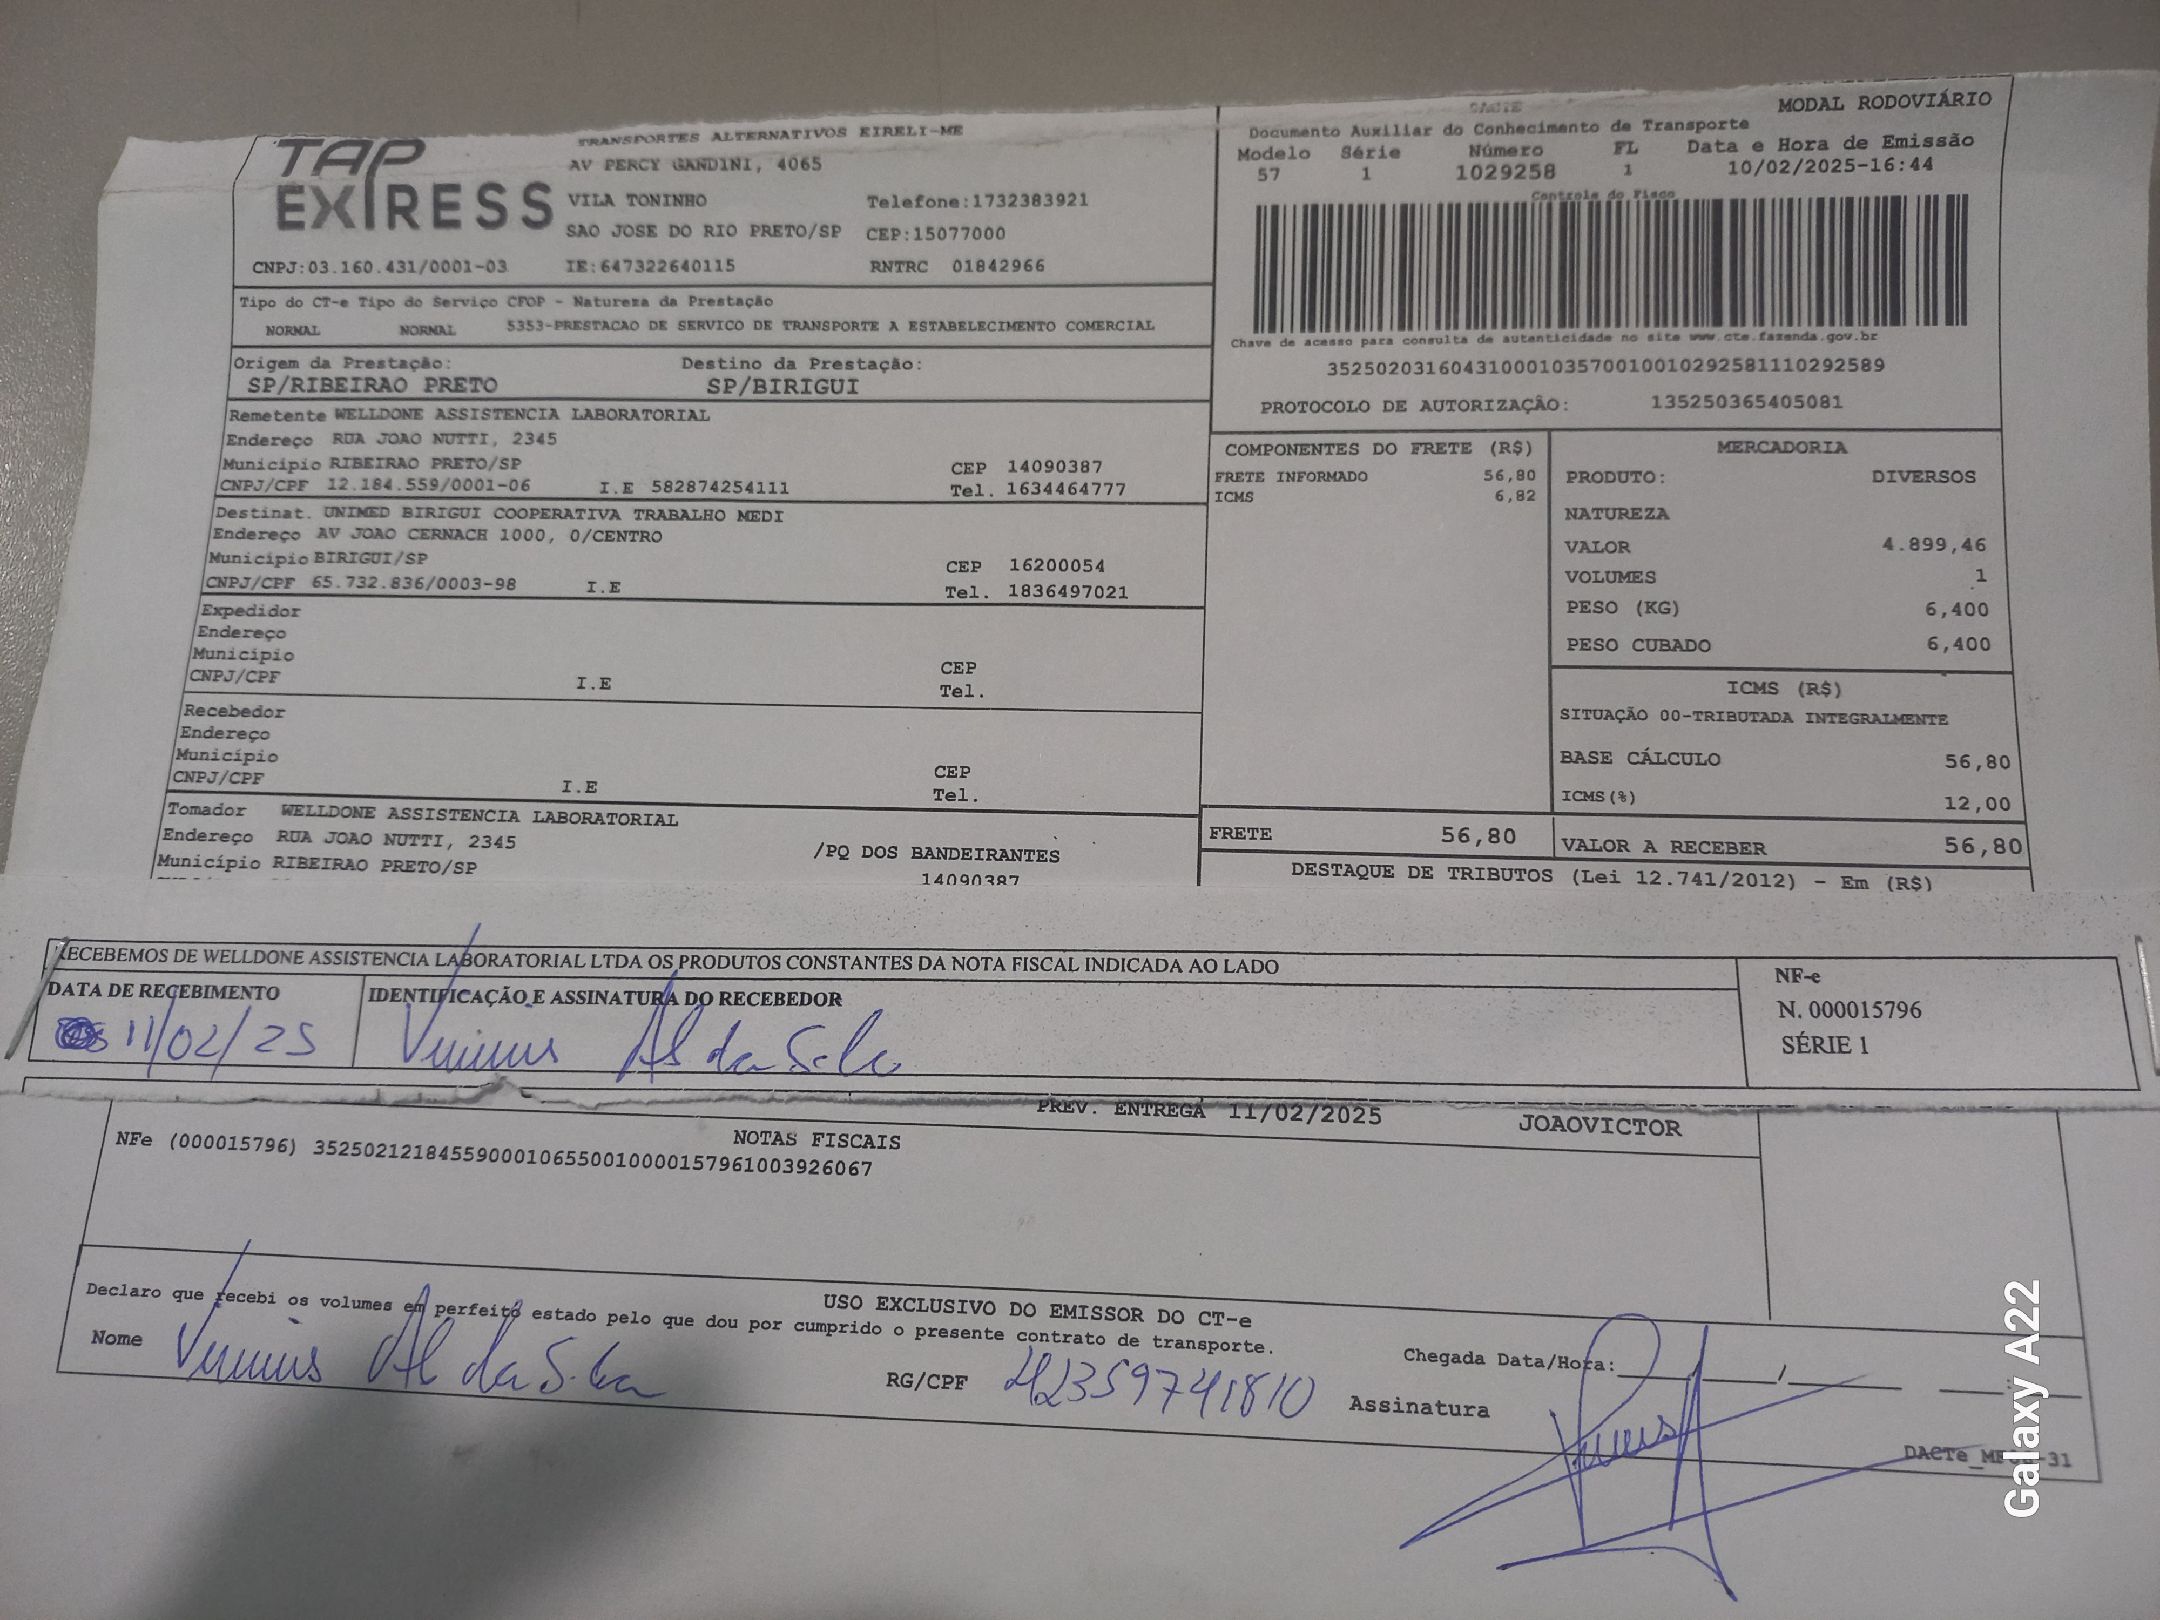 TAP EXPRESS
TRANSPORTES ALTERNATIVOS EIRELI-ME
AV PERCY GANDINI, 4065
VILA TONINHO Telefone:1732383921
SAO JOSE DO RIO PRETO/SP CEP:15077000
CNPJ:03.160.431/0001-03 IE:647322640115 RNTRC 01842966
DACTE MODAL RODOVIÁRIO
Documento Auxiliar do Conhecimento de Transporte
Modelo Série Número FL Data e Hora de Emissão
57 1 1029258 1 10/02/2025-16:44
Controle do Fisco
Chave de acesso para consulta de autenticidade no site www.cte.fazenda.gov.br
35250203160431000103570010010292581110292589
PROTOCOLO DE AUTORIZAÇÃO: 135250365405081
Tipo do CT-e Tipo do Serviço CFOP - Natureza da Prestação
NORMAL NORMAL 5353-PRESTACAO DE SERVICO DE TRANSPORTE A ESTABELECIMENTO COMERCIAL
Origem da Prestação: Destino da Prestação:
SP/RIBEIRAO PRETO SP/BIRIGUI
Remetente WELLDONE ASSISTENCIA LABORATORIAL
Endereço RUA JOAO NUTTI, 2345
Município RIBEIRAO PRETO/SP CEP 14090387
CNPJ/CPF 12.184.559/0001-06 I.E 582874254111 Tel. 1634464777
Destinat. UNIMED BIRIGUI COOPERATIVA TRABALHO MEDI
Endereço AV JOAO CERNACH 1000, 0/CENTRO
Município BIRIGUI/SP CEP 16200054
CNPJ/CPF 65.732.836/0003-98 I.E Tel. 1836497021
Expedidor
Endereço
Município CEP
CNPJ/CPF I.E Tel.
Recebedor
Endereço
Município CEP
CNPJ/CPF I.E Tel.
Tomador WELLDONE ASSISTENCIA LABORATORIAL
Endereço RUA JOAO NUTTI, 2345 /PQ DOS BANDEIRANTES
Município RIBEIRAO PRETO/SP 14090387
COMPONENTES DO FRETE (R$)
FRETE INFORMADO 56,80
ICMS 6,82
MERCADORIA
PRODUTO: DIVERSOS
NATUREZA
VALOR 4.899,46
VOLUMES 1
PESO (KG) 6,400
PESO CUBADO 6,400
ICMS (R$)
SITUAÇÃO 00-TRIBUTADA INTEGRALMENTE
BASE CÁLCULO 56,80
ICMS(%) 12,00
FRETE 56,80 VALOR A RECEBER 56,80
DESTAQUE DE TRIBUTOS (Lei 12.741/2012) - Em (R$)
RECEBEMOS DE WELLDONE ASSISTENCIA LABORATORIAL LTDA OS PRODUTOS CONSTANTES DA NOTA FISCAL INDICADA AO LADO
DATA DE RECEBIMENTO IDENTIFICAÇÃO E ASSINATURA DO RECEBEDOR
11/02/25 Vinicius Al da Silva
NF-e
N. 000015796
SÉRIE 1
PREV. ENTREGA 11/02/2025 JOAOVICTOR
NOTAS FISCAIS
NFe (000015796) 35250212184559000106550010000157961003926067
USO EXCLUSIVO DO EMISSOR DO CT-e
Declaro que recebi os volumes em perfeito estado pelo que dou por cumprido o presente contrato de transporte.
Nome Vinicius Al da Silva RG/CPF 42359741810 Chegada Data/Hora: / :
Assinatura
Galaxy A22